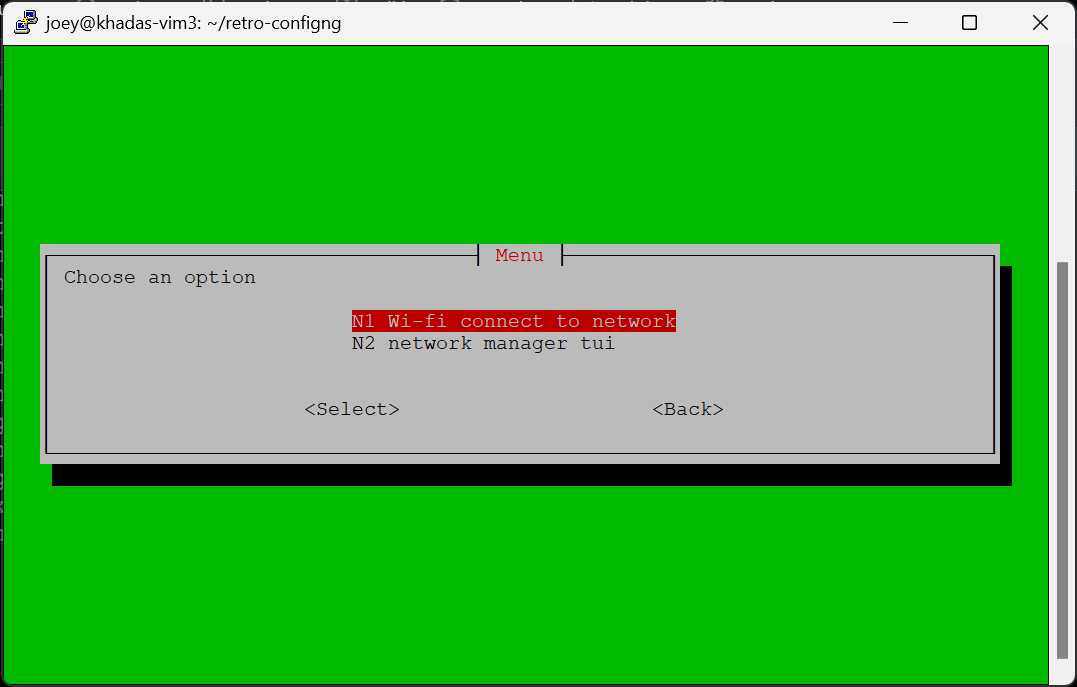 joey@khadas-vim3: ~/retro-configng
Menu
Choose an option
N1 Wi-fi connect to network
N2 network manager tui
<Select> <Back>